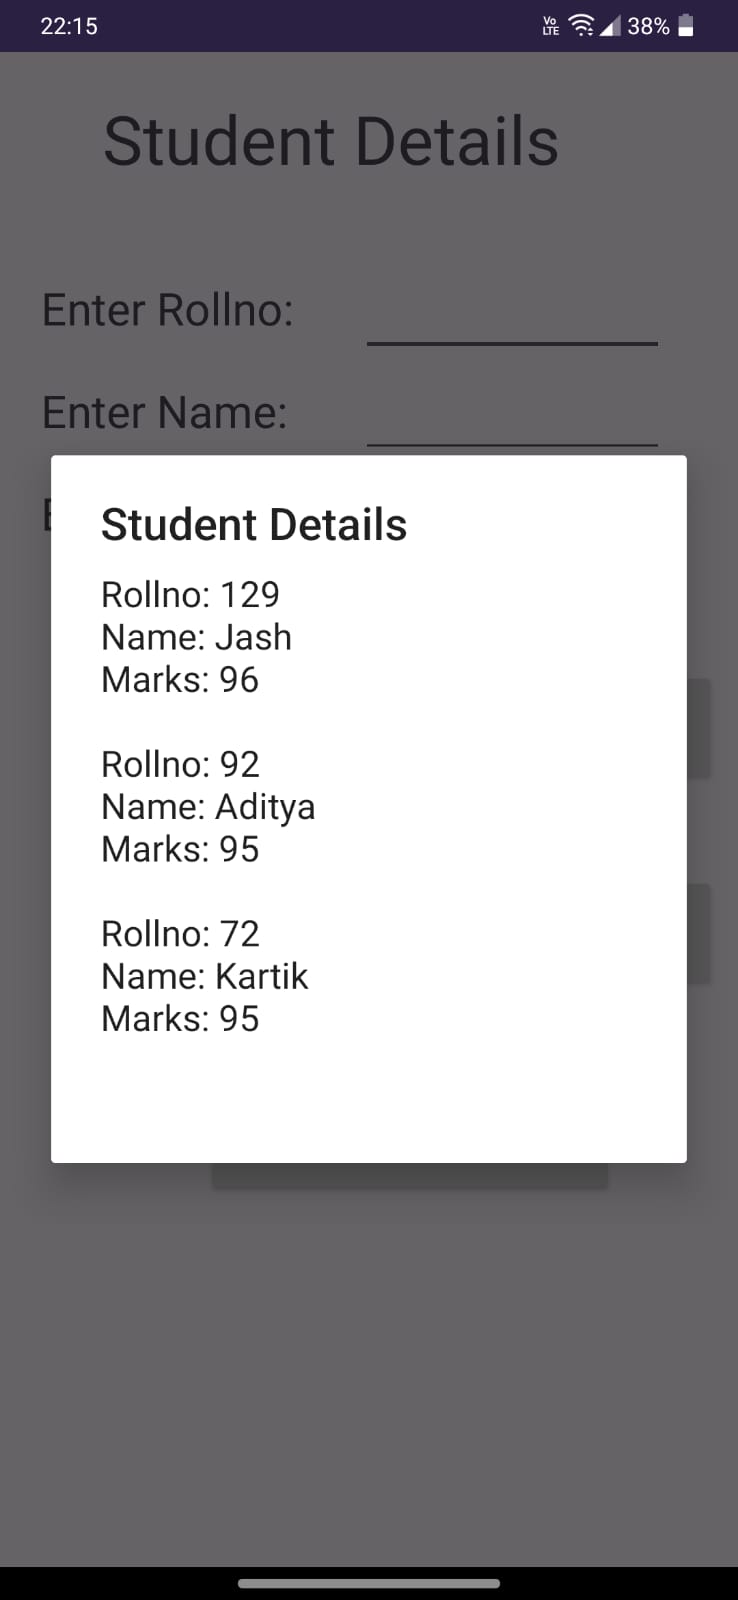 22:15
Vo LTE 38%
Student Details
Enter Rollno:
Enter Name:
Student Details
Rollno: 129
Name: Jash
Marks: 96
Rollno: 92
Name: Aditya
Marks: 95
Rollno: 72
Name: Kartik
Marks: 95